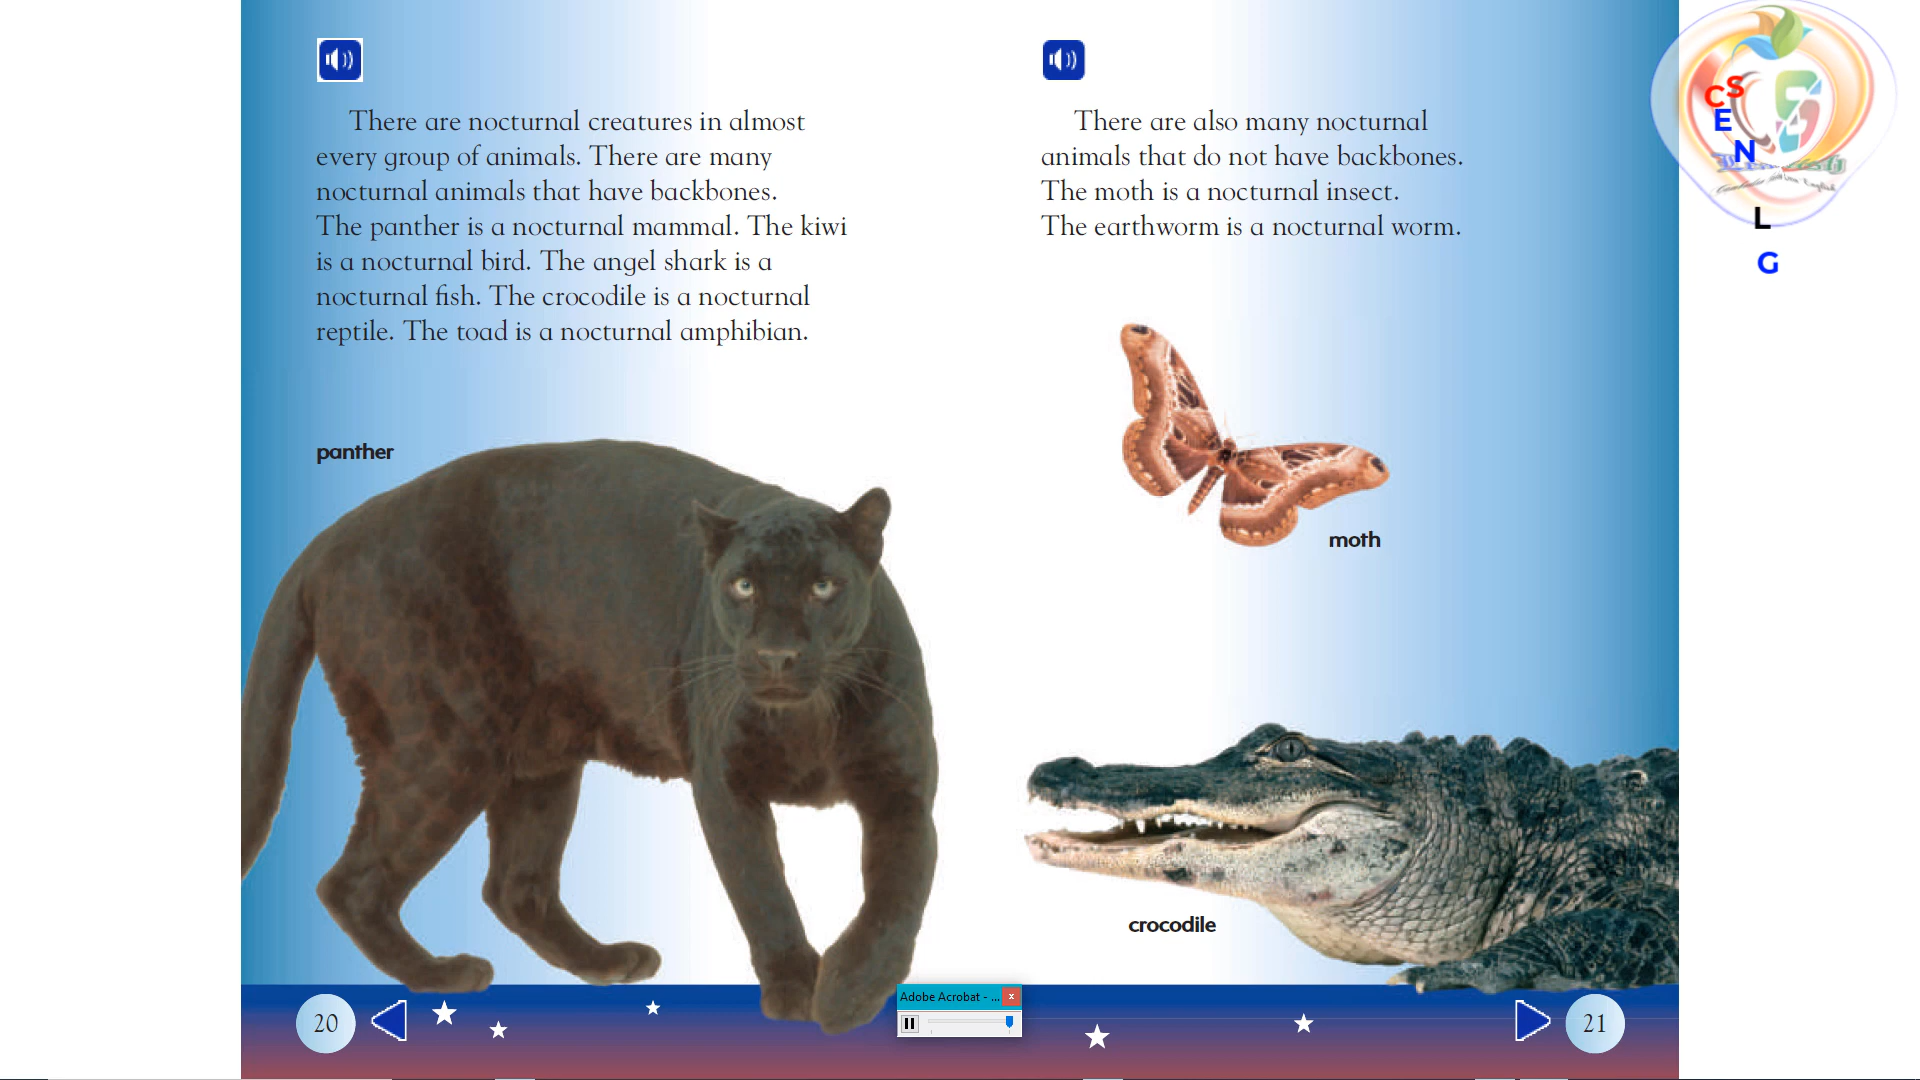 There are nocturnal creatures in almost
every group of animals. There are many
nocturnal animals that have backbones.
The panther is a nocturnal mammal. The kiwi
is a nocturnal bird. The angel shark is a
nocturnal fish. The crocodile is a nocturnal
reptile. The toad is a nocturnal amphibian.
panther
There are also many nocturnal
animals that do not have backbones.
The moth is a nocturnal insect.
The earthworm is a nocturnal worm.
moth
crocodile
20
Adobe Acrobat - ...
21
C S
E
N
L
G